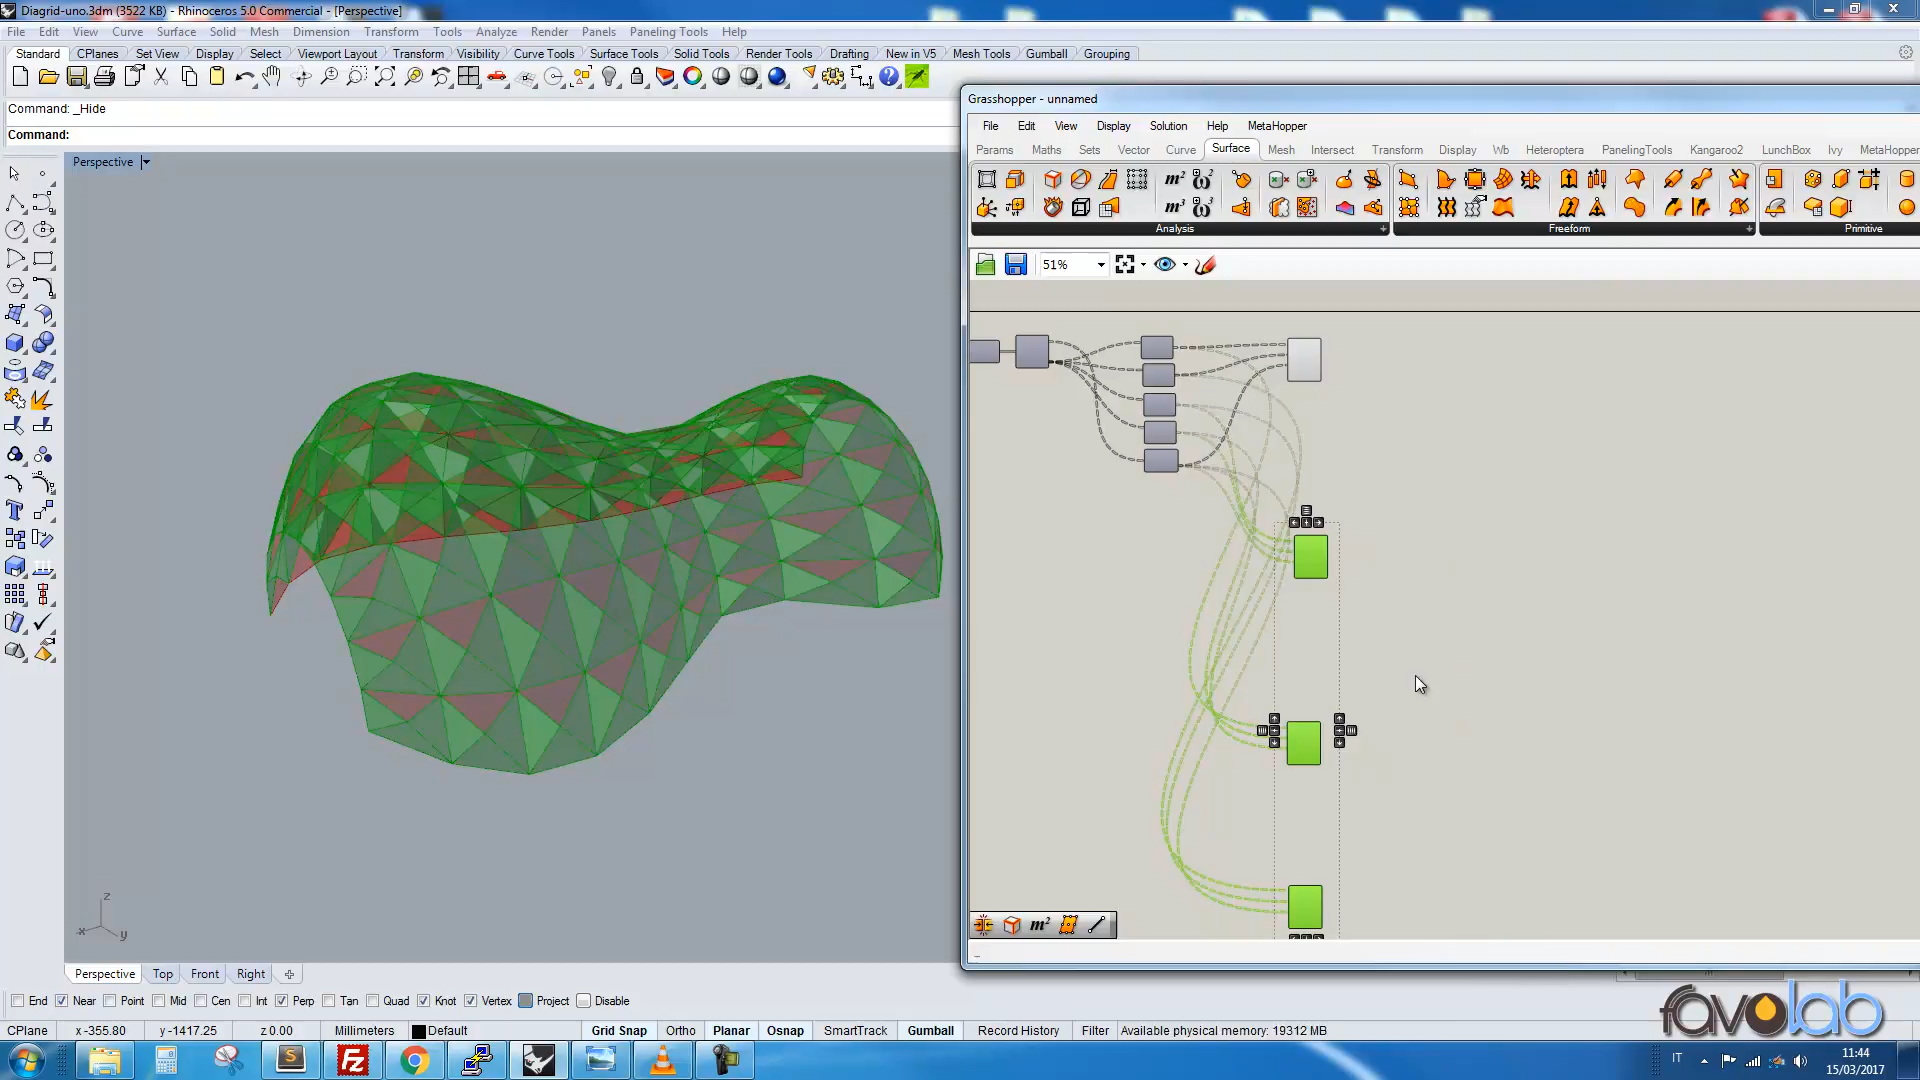 Diagrid-uno.3dm (3522 KB) - Rhinoceros 5.0 Commercial - [Perspective]
File Edit View Curve Surface Solid Mesh Dimension Transform Tools Analyze Render Panels Paneling Tools Help
Standard CPlanes Set View Display Select Viewport Layout Transform Visibility Curve Tools Surface Tools Solid Tools Render Tools Drafting New in V5 Mesh Tools Gumball Grouping
Command: _Hide
Command:
Perspective
Grasshopper - unnamed
File Edit View Display Solution Help MetaHopper
Params Maths Sets Vector Curve Surface Mesh Intersect Transform Display Wb Heteroptera PanelingTools Kangaroo2 LunchBox Ivy MetaHopper
m²
m³
Analysis Freeform Primitive
51%
m²
z
x
y
Perspective Top Front Right
End Near Point Mid Cen Int Perp Tan Quad Knot Vertex Project Disable
CPlane x -355.80 y -1417.25 z 0.00 Millimeters Default Grid Snap Ortho Planar Osnap SmartTrack Gumball Record History Filter Available physical memory: 19312 MB
favolab
IT
11:44
15/03/2017